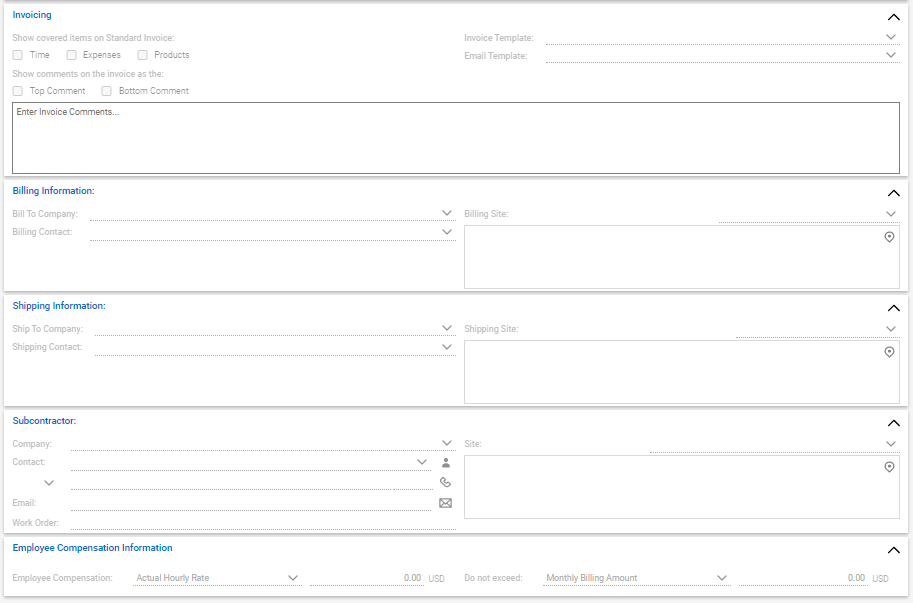 Invoicing
Show covered items on Standard Invoice:
Invoice Template:
Time Expenses Products
Email Template:
Show comments on the invoice as the:
Top Comment Bottom Comment
Enter Invoice Comments...
Billing Information:
Bill To Company:
Billing Site:
Billing Contact:
Shipping Information:
Ship To Company:
Shipping Site:
Shipping Contact:
Subcontractor:
Company:
Site:
Contact:
Email:
Work Order:
Employee Compensation Information
Employee Compensation: Actual Hourly Rate 0.00 USD Do not exceed: Monthly Billing Amount 0.00 USD